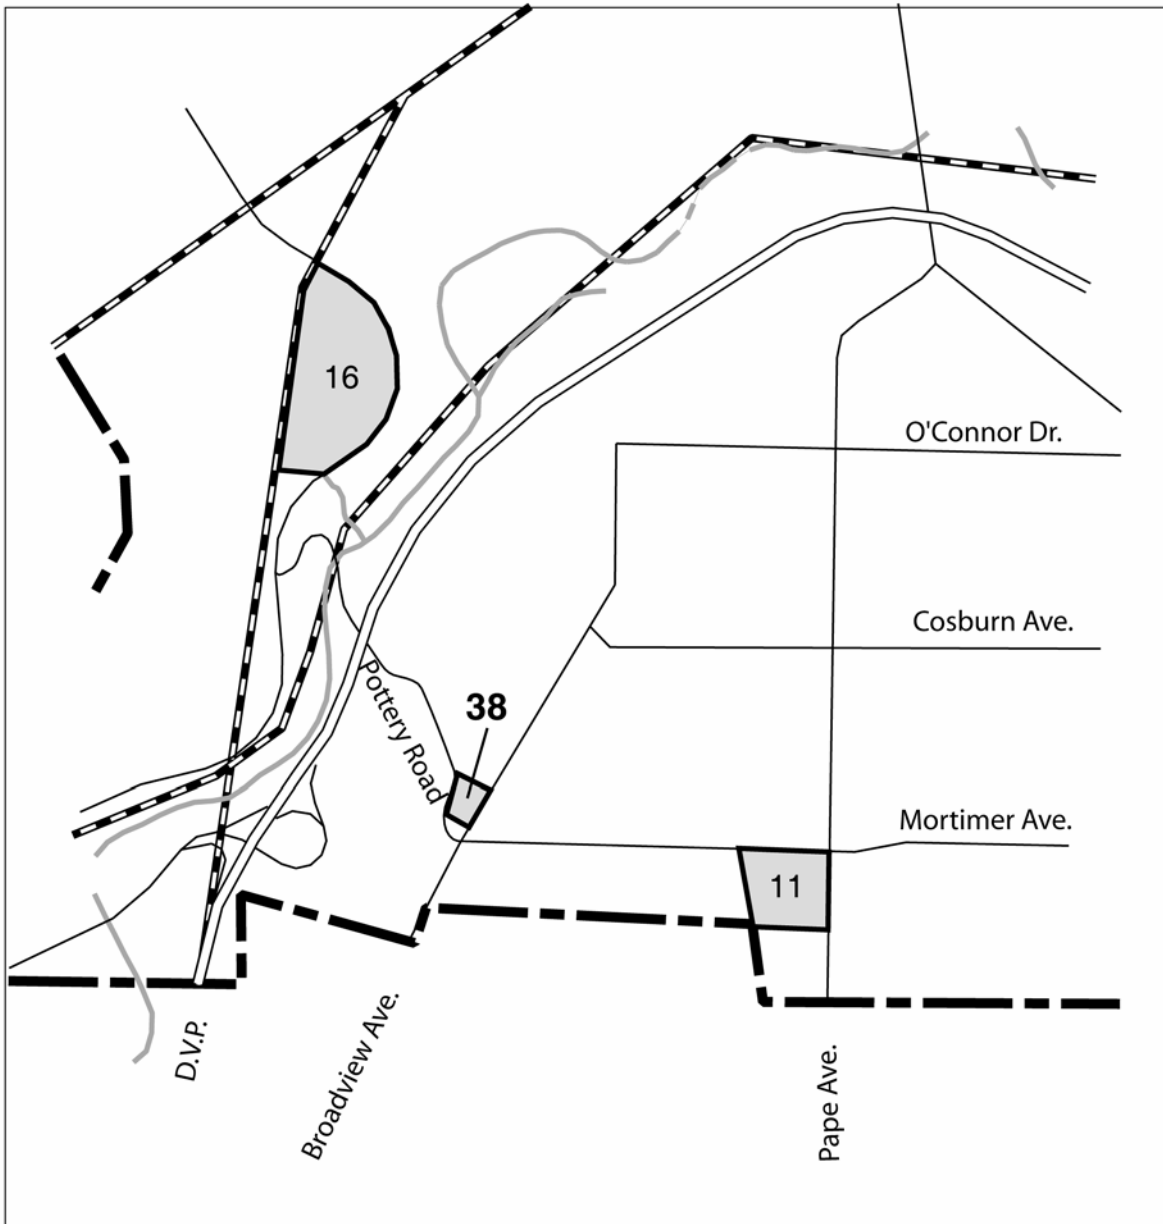 16
O'Connor Dr.
Cosburn Ave.
Pottery Road
38
Mortimer Ave.
11
D.V.P.
Broadview Ave.
Pape Ave.